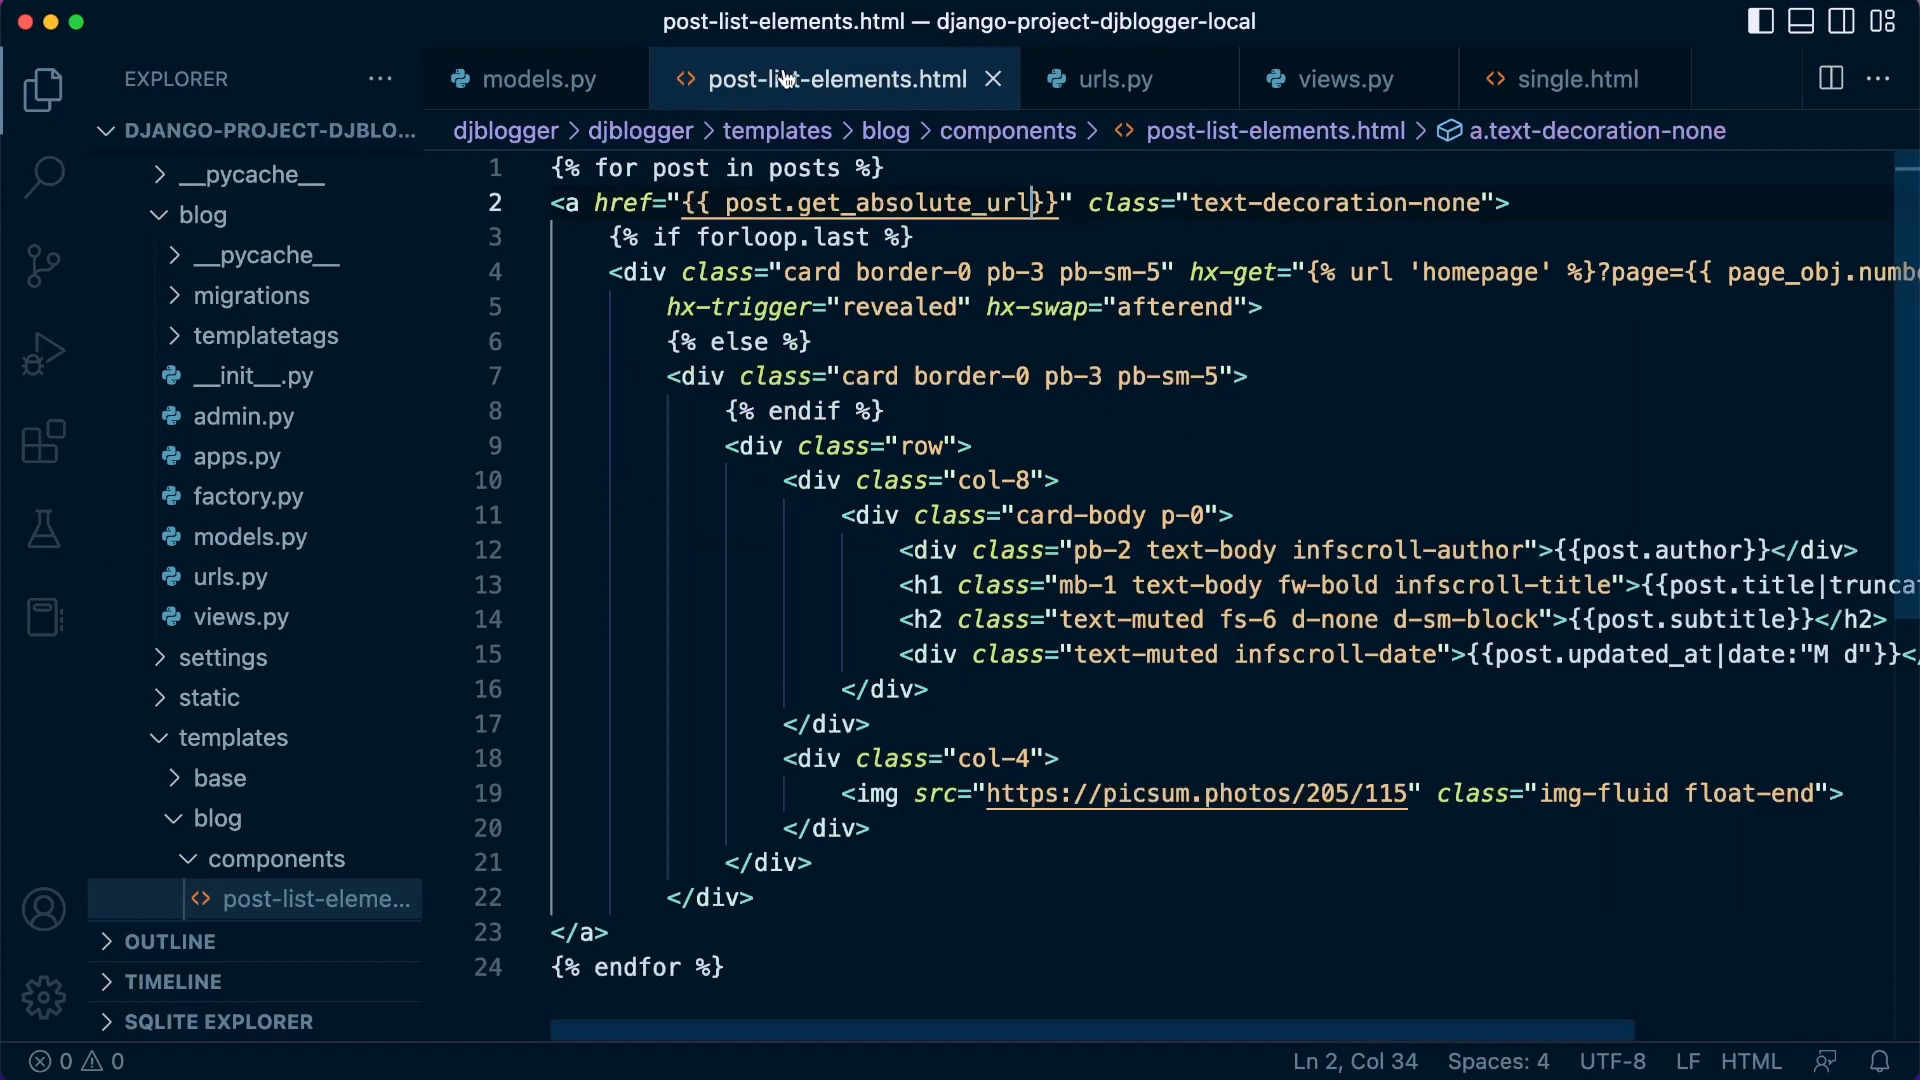 post-list-elements.html — django-project-djblogger-local
EXPLORER
models.py
post-list-elements.html
urls.py
views.py
single.html
DJANGO-PROJECT-DJBLO...
djblogger > djblogger > templates > blog > components > post-list-elements.html > a.text-decoration-none
__pycache__
blog
__pycache__
migrations
templatetags
__init__.py
admin.py
apps.py
factory.py
models.py
urls.py
views.py
settings
static
templates
base
blog
components
post-list-eleme...
OUTLINE
TIMELINE
SQLITE EXPLORER
1 {% for post in posts %}
2 <a href="{{ post.get_absolute_url}}" class="text-decoration-none">
3 {% if forloop.last %}
4 <div class="card border-0 pb-3 pb-sm-5" hx-get="{% url 'homepage' %}?page={{ page_obj.numb
5 hx-trigger="revealed" hx-swap="afterend">
6 {% else %}
7 <div class="card border-0 pb-3 pb-sm-5">
8 {% endif %}
9 <div class="row">
10 <div class="col-8">
11 <div class="card-body p-0">
12 <div class="pb-2 text-body infscroll-author">{{post.author}}</div>
13 <h1 class="mb-1 text-body fw-bold infscroll-title">{{post.title|trunca
14 <h2 class="text-muted fs-6 d-none d-sm-block">{{post.subtitle}}</h2>
15 <div class="text-muted infscroll-date">{{post.updated_at|date:"M d"}}<
16 </div>
17 </div>
18 <div class="col-4">
19 <img src="https://picsum.photos/205/115" class="img-fluid float-end">
20 </div>
21 </div>
22 </div>
23 </a>
24 {% endfor %}
0 0
Ln 2, Col 34 Spaces: 4 UTF-8 LF HTML